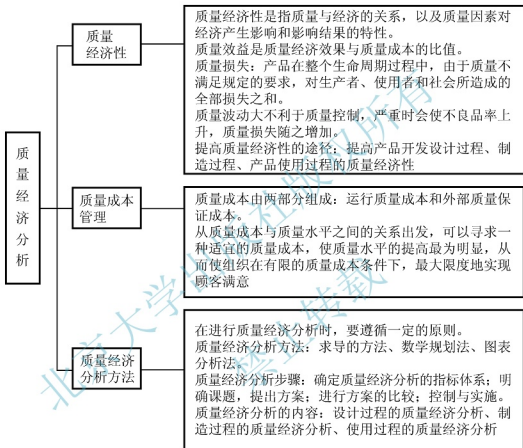 质量经济分析
质量
经济性
质量经济性是指质量与经济的关系，以及质量因素对
经济产生影响和影响结果的特性。
质量效益是质量经济效果与质量成本的比值。
质量损失：产品在整个生命周期过程中，由于质量不
满足规定的要求，对生产者、使用者和社会所造成的
全部损失之和。
质量波动大不利于质量控制，严重时会使不良品率上
升，质量损失随之增加。
提高质量经济性的途径：提高产品开发设计过程、制
造过程、产品使用过程的质量经济性
质量成本
管理
质量成本由两部分组成：运行质量成本和外部质量保
证成本。
从质量成本与质量水平之间的关系出发，可以寻求一
种适宜的质量成本，使质量水平的提高最为明显，从
而使组织在有限的质量成本条件下，最大限度地实现
顾客满意
质量经济
分析方法
在进行质量经济分析时，要遵循一定的原则。
质量经济分析方法：求导的方法、数学规划法、图表
分析法
质量经济分析步骤：确定质量经济分析的指标体系；明
确课题，提出方案；进行方案的比较；控制与实施。
质量经济分析的内容：设计过程的质量经济分析、制
造过程的质量经济分析、使用过程的质量经济分析
北京大学出版社版权所有
禁止转载